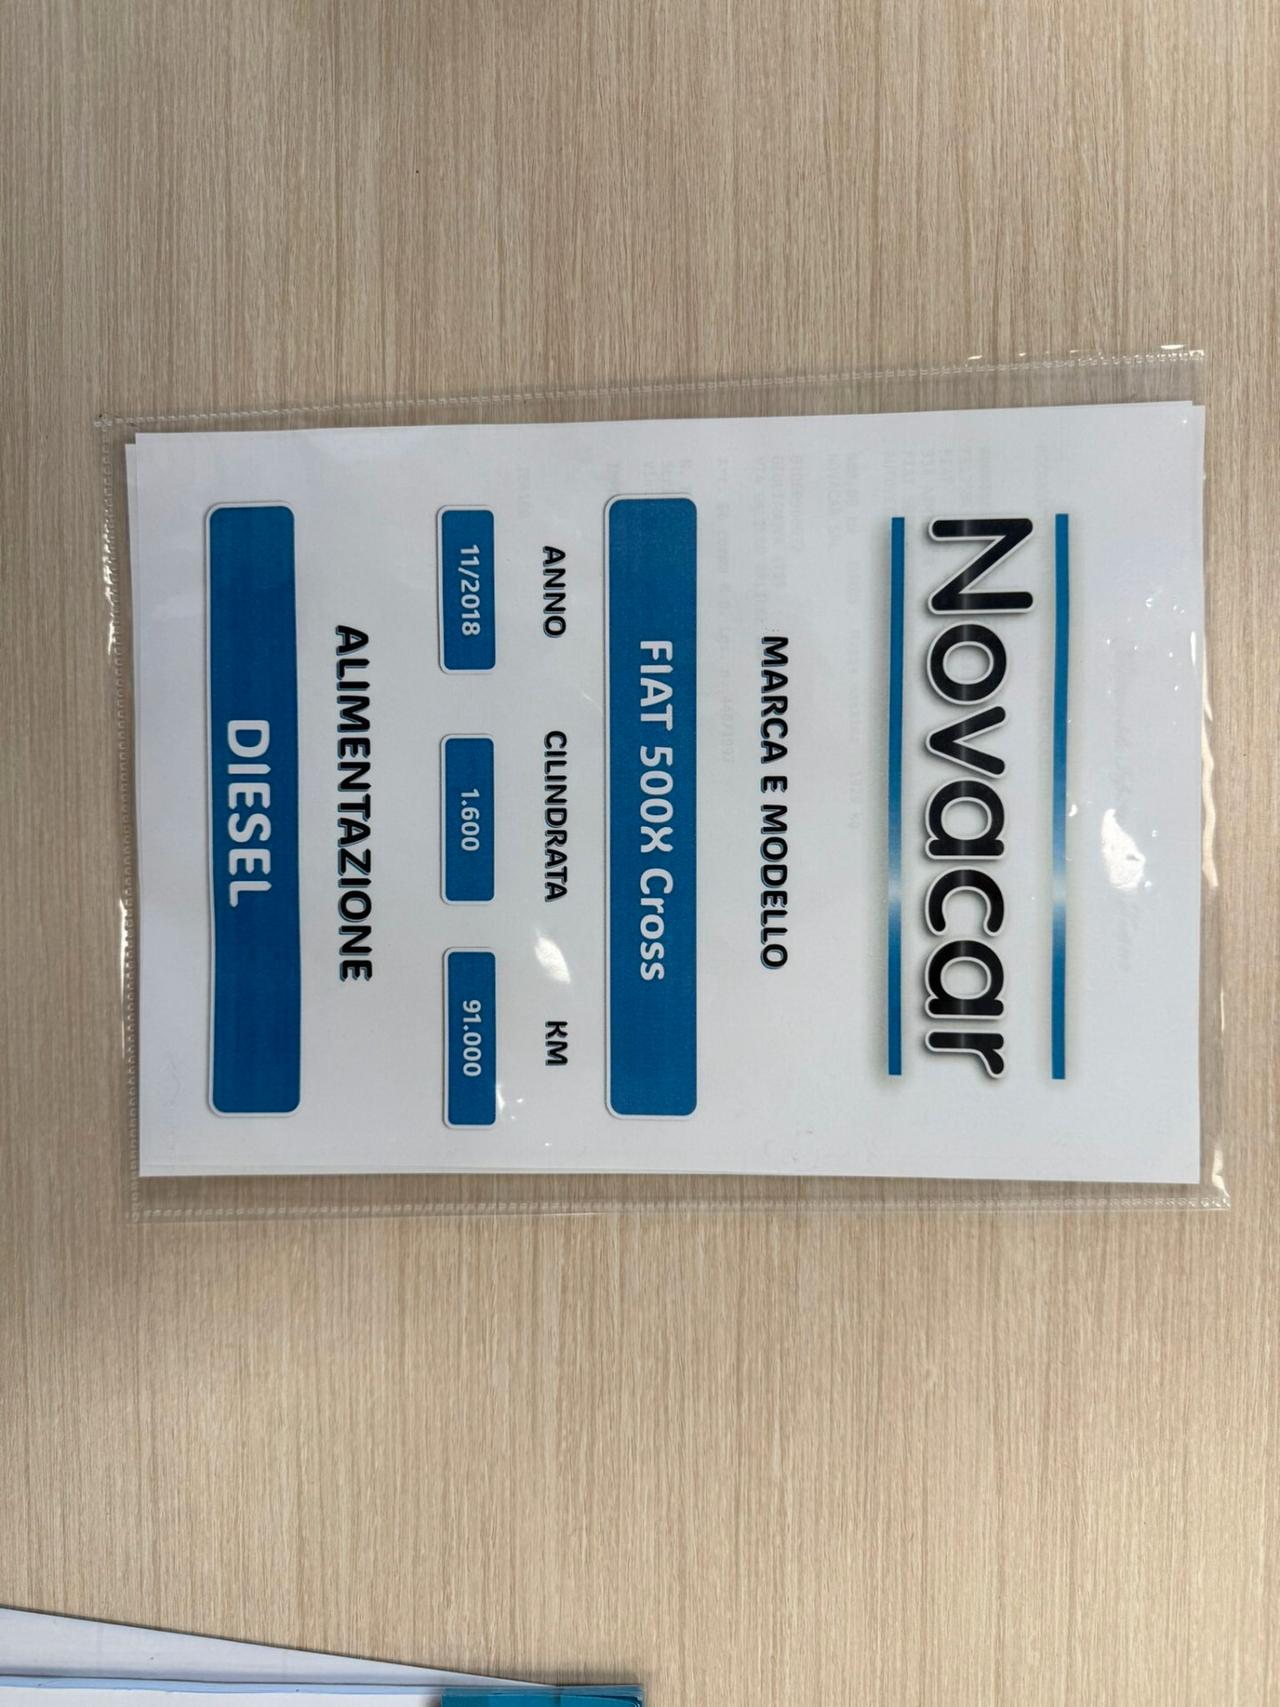 Novacar
MARCA E MODELLO
FIAT 500X Cross
ANNO CILINDRATA KM
11/2018 1.600 91.000
ALIMENTAZIONE
DIESEL